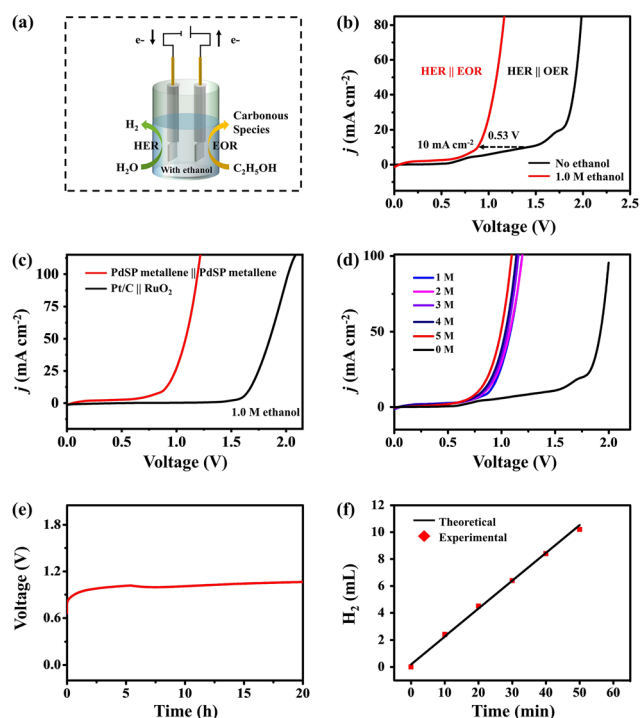 (a)
e-
e-
H₂
Carbonous
Species
HER
EOR
H₂O
With ethanol
C₂H₅OH
(b)
j (mA cm⁻²)
80
60
40
20
0
HER || EOR
HER || OER
10 mA cm⁻²
0.53 V
No ethanol
1.0 M ethanol
0.0 0.5 1.0 1.5 2.0 2.5
Voltage (V)
(c)
j (mA cm⁻²)
100
75
50
25
0
PdSP metallene || PdSP metallene
Pt/C || RuO₂
1.0 M ethanol
0.0 0.5 1.0 1.5 2.0
Voltage (V)
(d)
j (mA cm⁻²)
100
50
0
1 M
2 M
3 M
4 M
5 M
0 M
0.0 0.5 1.0 1.5 2.0
Voltage (V)
(e)
Voltage (V)
1.8
1.2
0.6
0.0
0 5 10 15 20
Time (h)
(f)
H₂ (mL)
12
10
8
6
4
2
0
Theoretical
Experimental
0 10 20 30 40 50 60
Time (min)